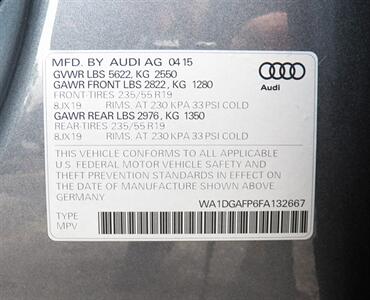 MFD. BY AUDI AG 04 15
GVWR LBS 5622, KG 2550
GAWR FRONT LBS 2822, KG 1280
FRONT-TIRES 235/55 R19
8JX19 RIMS. AT 230 KPA 33 PSI COLD
GAWR REAR LBS 2976, KG 1350
REAR-TIRES 235/55 R19
8JX19 RIMS. AT 230 KPA 33 PSI COLD
Audi
THIS VEHICLE CONFORMS TO ALL APPLICABLE
U.S. FEDERAL MOTOR VEHICLE SAFETY AND
THEFT PREVENTION STANDARDS IN EFFECT ON
THE DATE OF MANUFACTURE SHOWN ABOVE.
WA1DGAFP6FA132667
TYPE
MPV